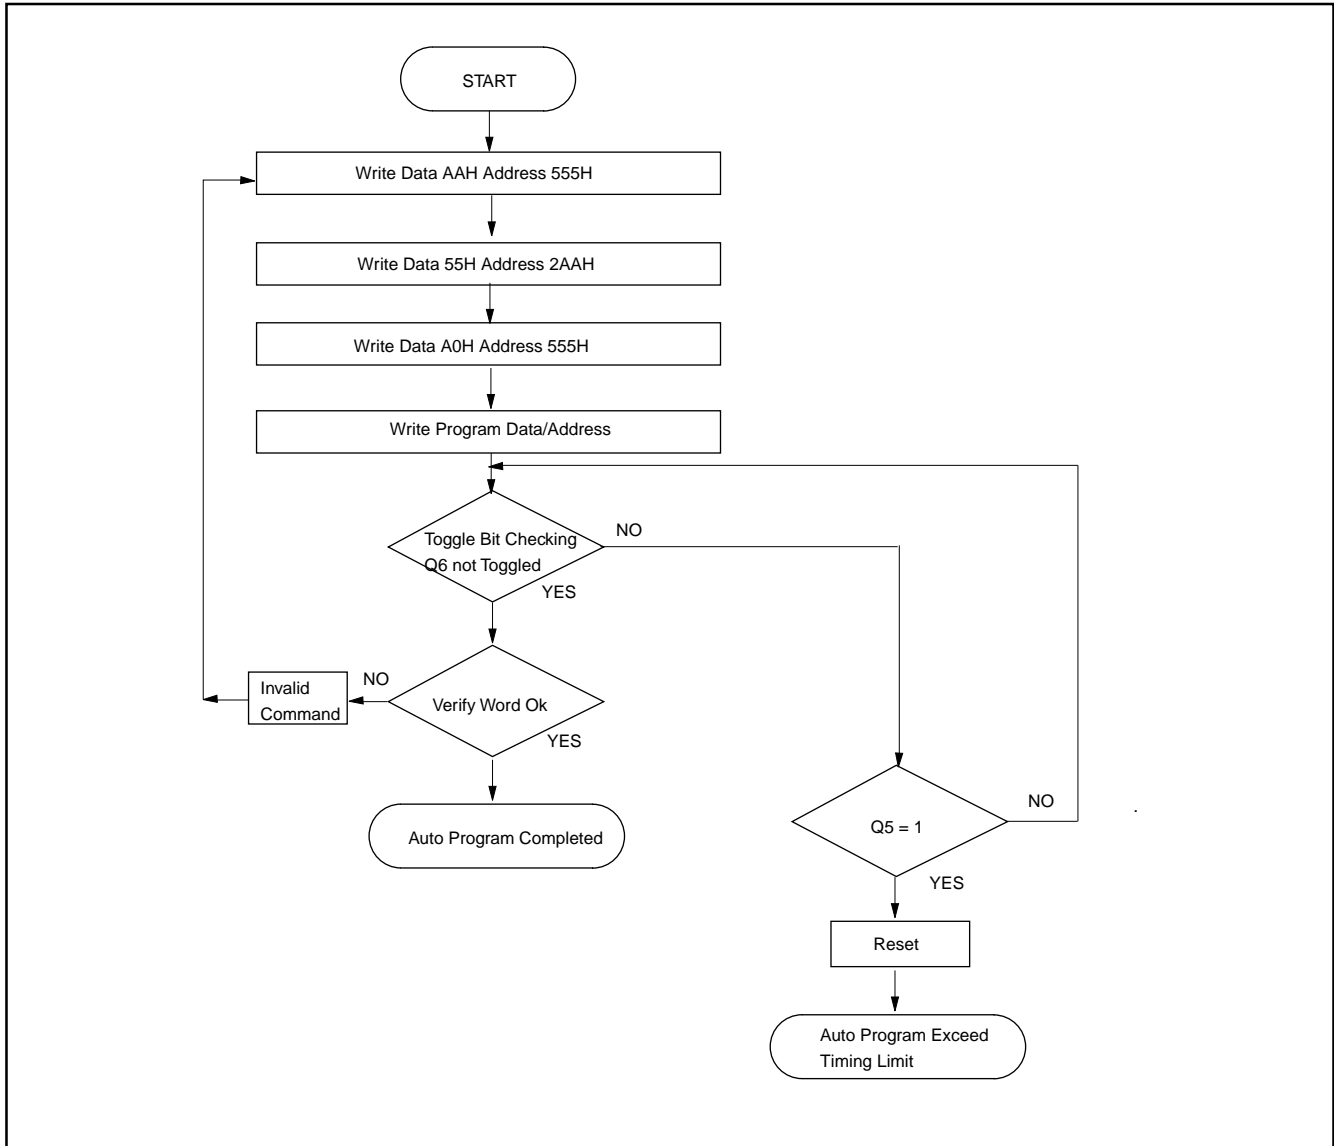 START
Write Data AAH Address 555H
Write Data 55H Address 2AAH
Write Data A0H Address 555H
Write Program Data/Address
Toggle Bit Checking
Q6 not Toggled
NO
YES
Invalid
Command
NO
Verify Word Ok
YES
Auto Program Completed
Q5 = 1
NO
.
YES
Reset
Auto Program Exceed
Timing Limit